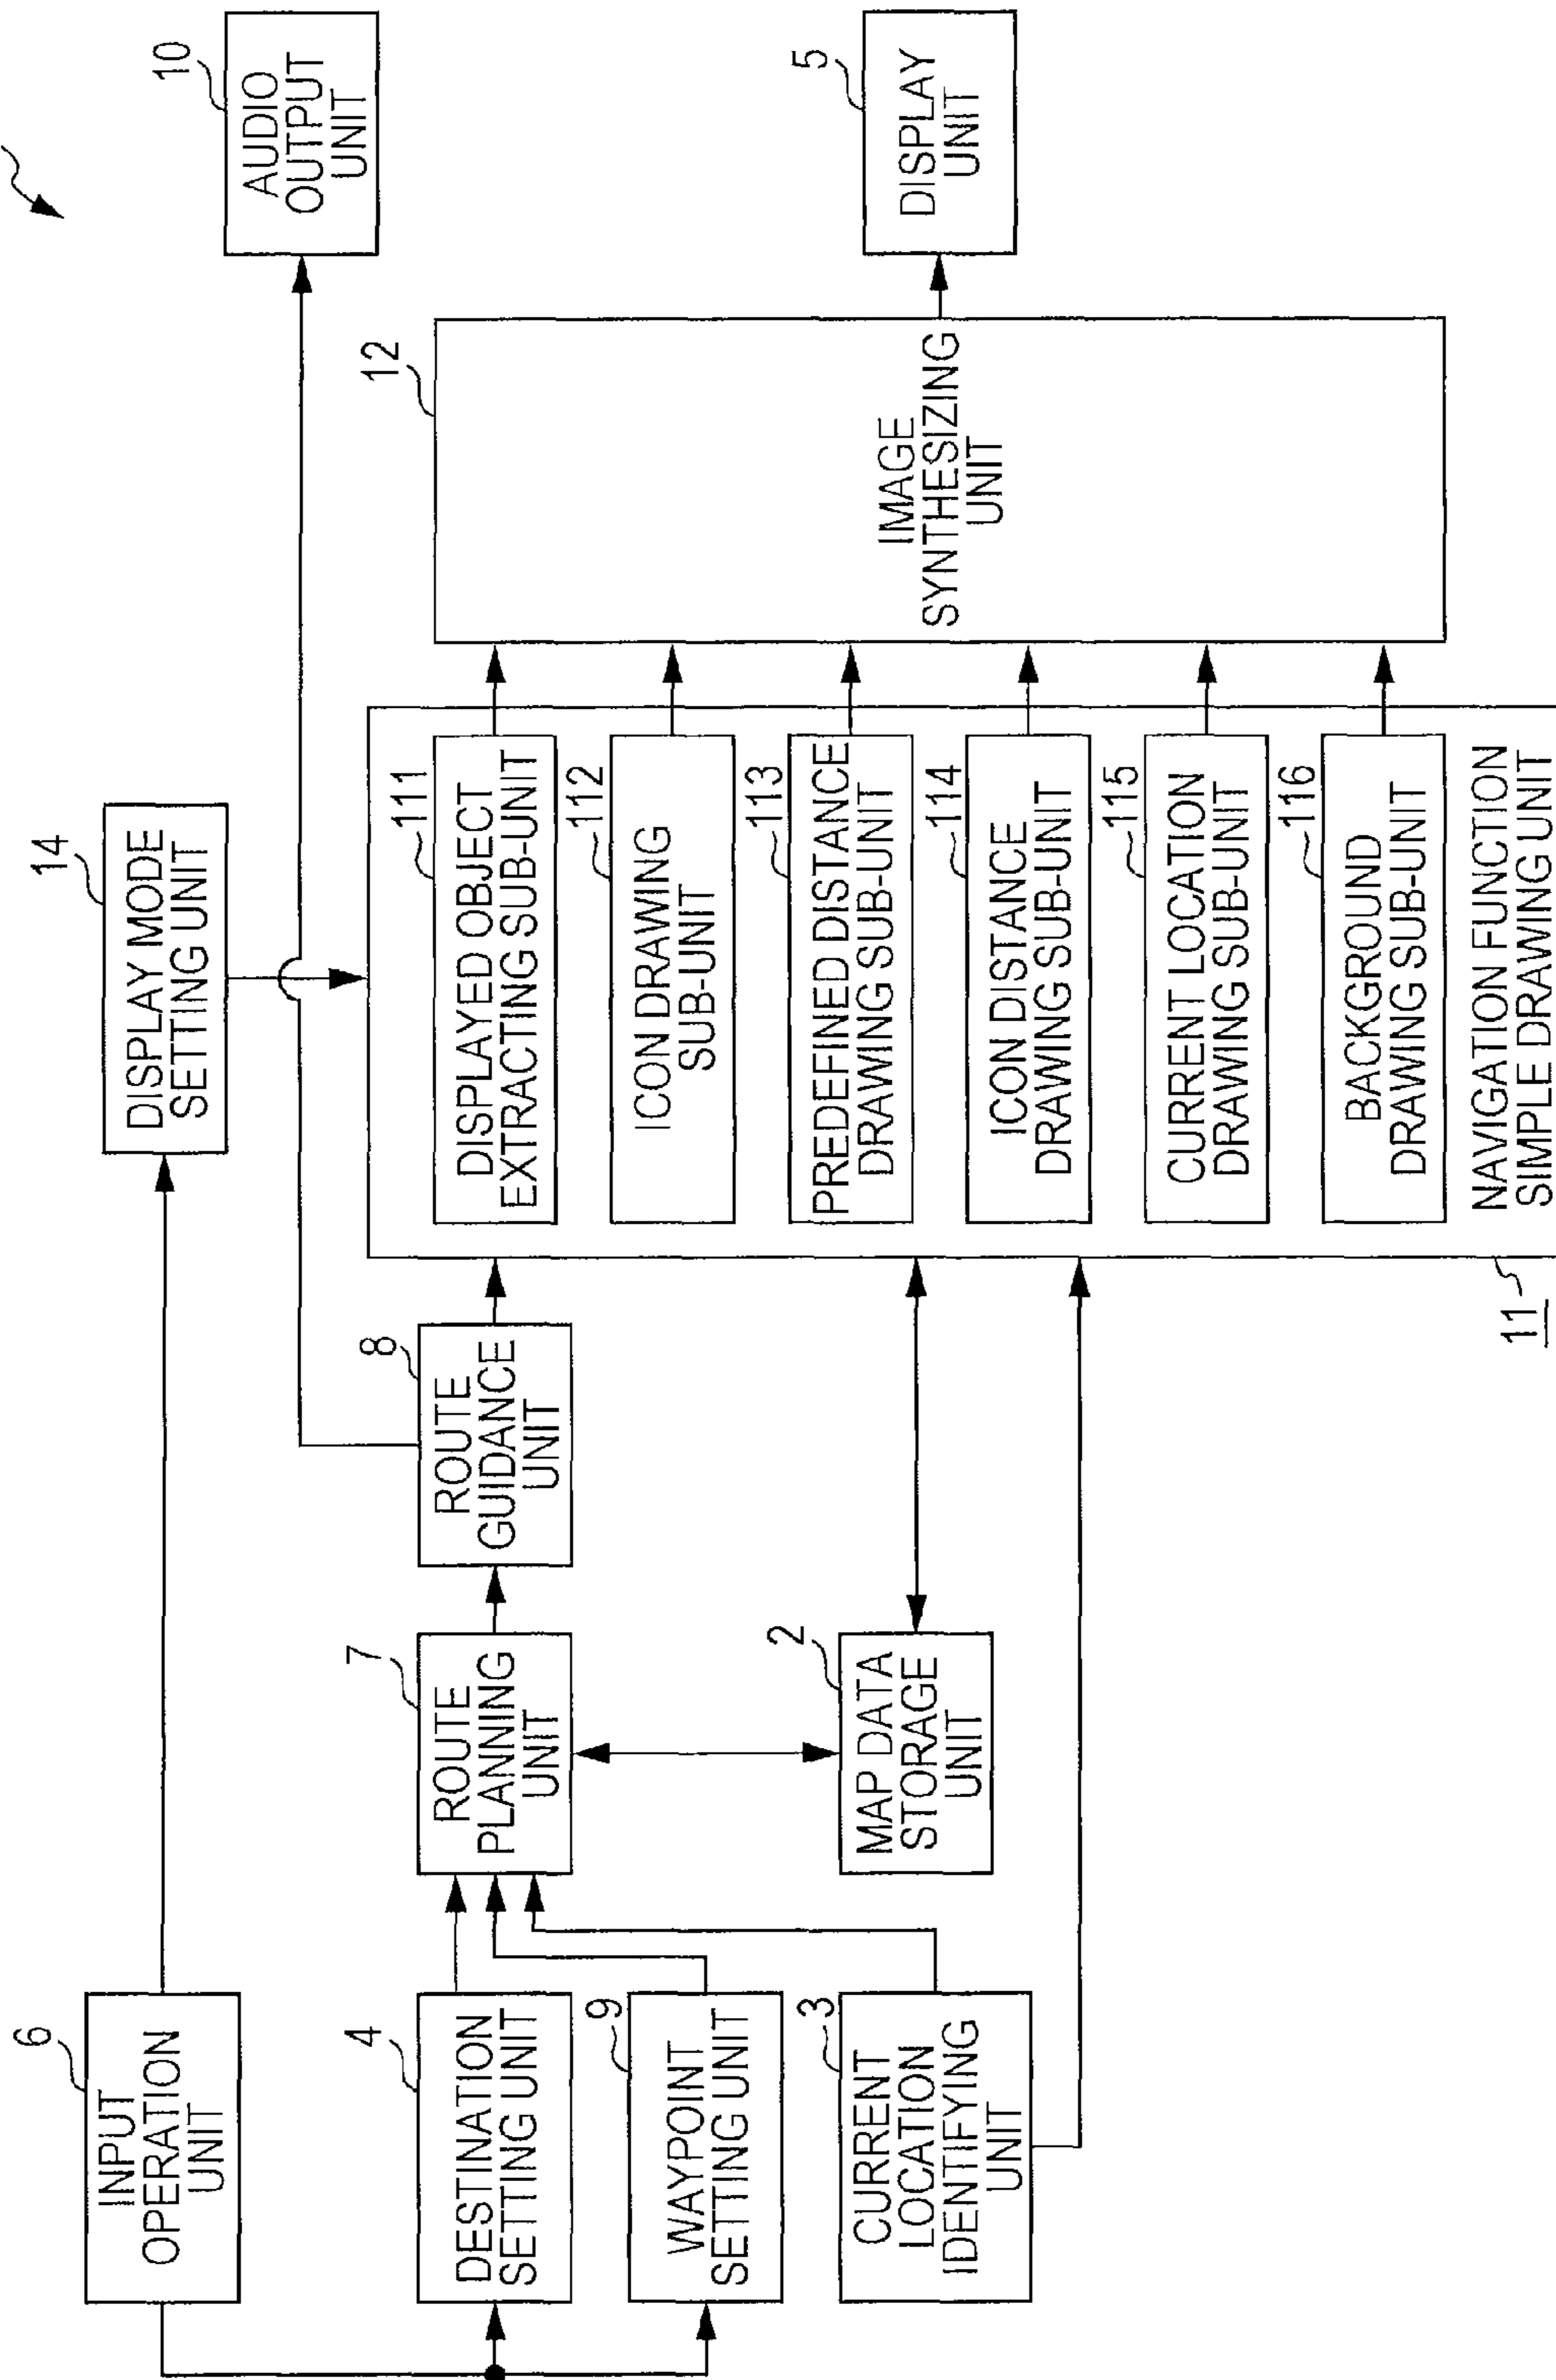 6
INPUT
OPERATION
UNIT
14
DISPLAY MODE
SETTING UNIT
10
AUDIO
OUTPUT
UNIT
4
DESTINATION
SETTING UNIT
9
WAYPOINT
SETTING UNIT
3
CURRENT
LOCATION
IDENTIFYING
UNIT
7
ROUTE
PLANNING
UNIT
2
MAP DATA
STORAGE
UNIT
8
ROUTE
GUIDANCE
UNIT
111
DISPLAYED OBJECT
EXTRACTING SUB-UNIT
112
ICON DRAWING
SUB-UNIT
113
PREDEFINED DISTANCE
DRAWING SUB-UNIT
114
ICON DISTANCE
DRAWING SUB-UNIT
115
CURRENT LOCATION
DRAWING SUB-UNIT
116
BACKGROUND
DRAWING SUB-UNIT
NAVIGATION FUNCTION
SIMPLE DRAWING UNIT
11
12
IMAGE
SYNTHESIZING
UNIT
5
DISPLAY
UNIT